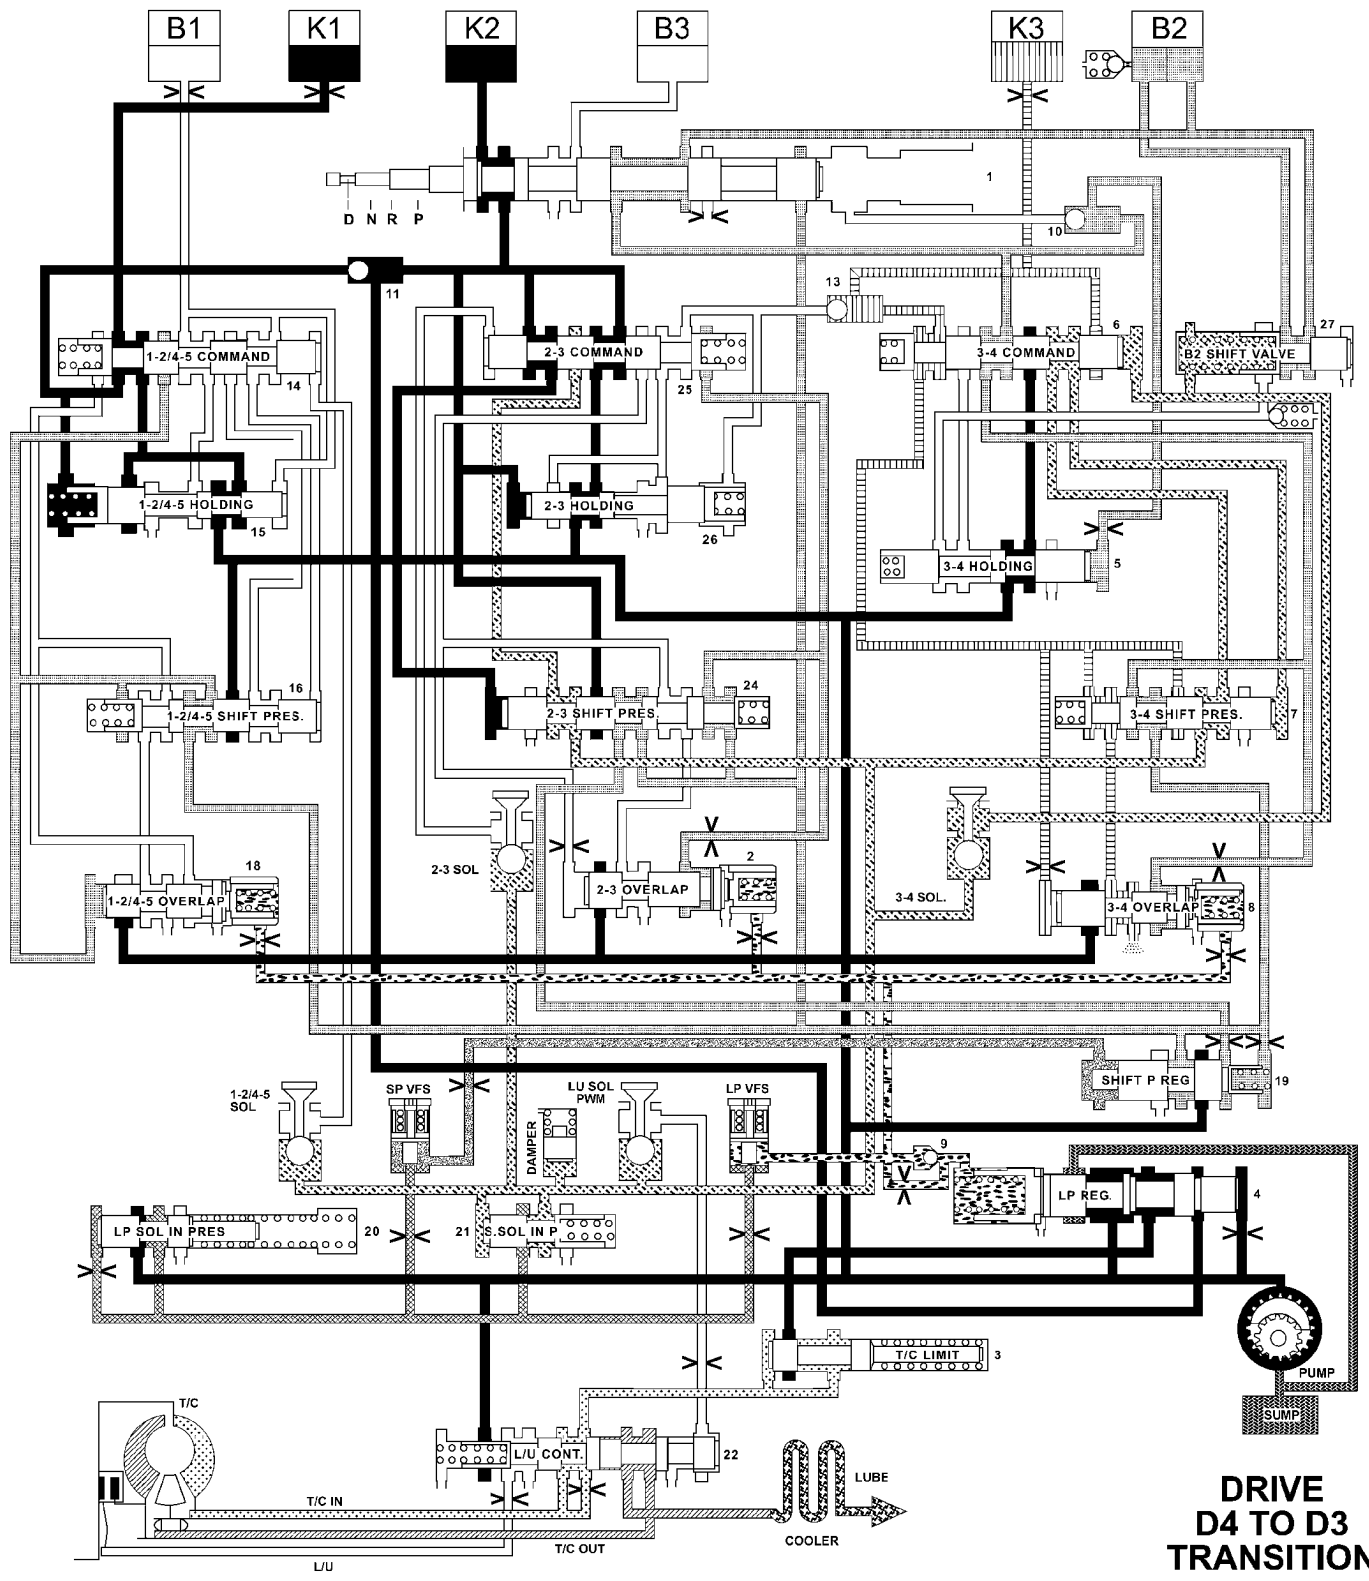 B1
K1
K2
B3
K3
B2
1
D N R P
10
11
13
6
27
1-2/4-5 COMMAND
2-3 COMMAND
3-4 COMMAND
B2 SHIFT VALVE
14
25
1-2/4-5 HOLDING
2-3 HOLDING
15
26
3-4 HOLDING
5
16
24
1-2/4-5 SHIFT PRES.
2-3 SHIFT PRES.
3-4 SHIFT PRES.
7
18
2-3 SOL
2
3-4 SOL.
1-2/4-5 OVERLAP
2-3 OVERLAP
3-4 OVERLAP
8
SHIFT P REG
19
1-2/4-5
SOL
SP VFS
LU SOL
PWM
LP VFS
DAMPER
9
LP REG.
4
LP SOL IN PRES
20
21
S.SOL IN P
T/C LIMIT
3
PUMP
SUMP
T/C
L/U CONT.
22
LUBE
T/C IN
COOLER
T/C OUT
L/U
DRIVE
D4 TO D3
TRANSITION